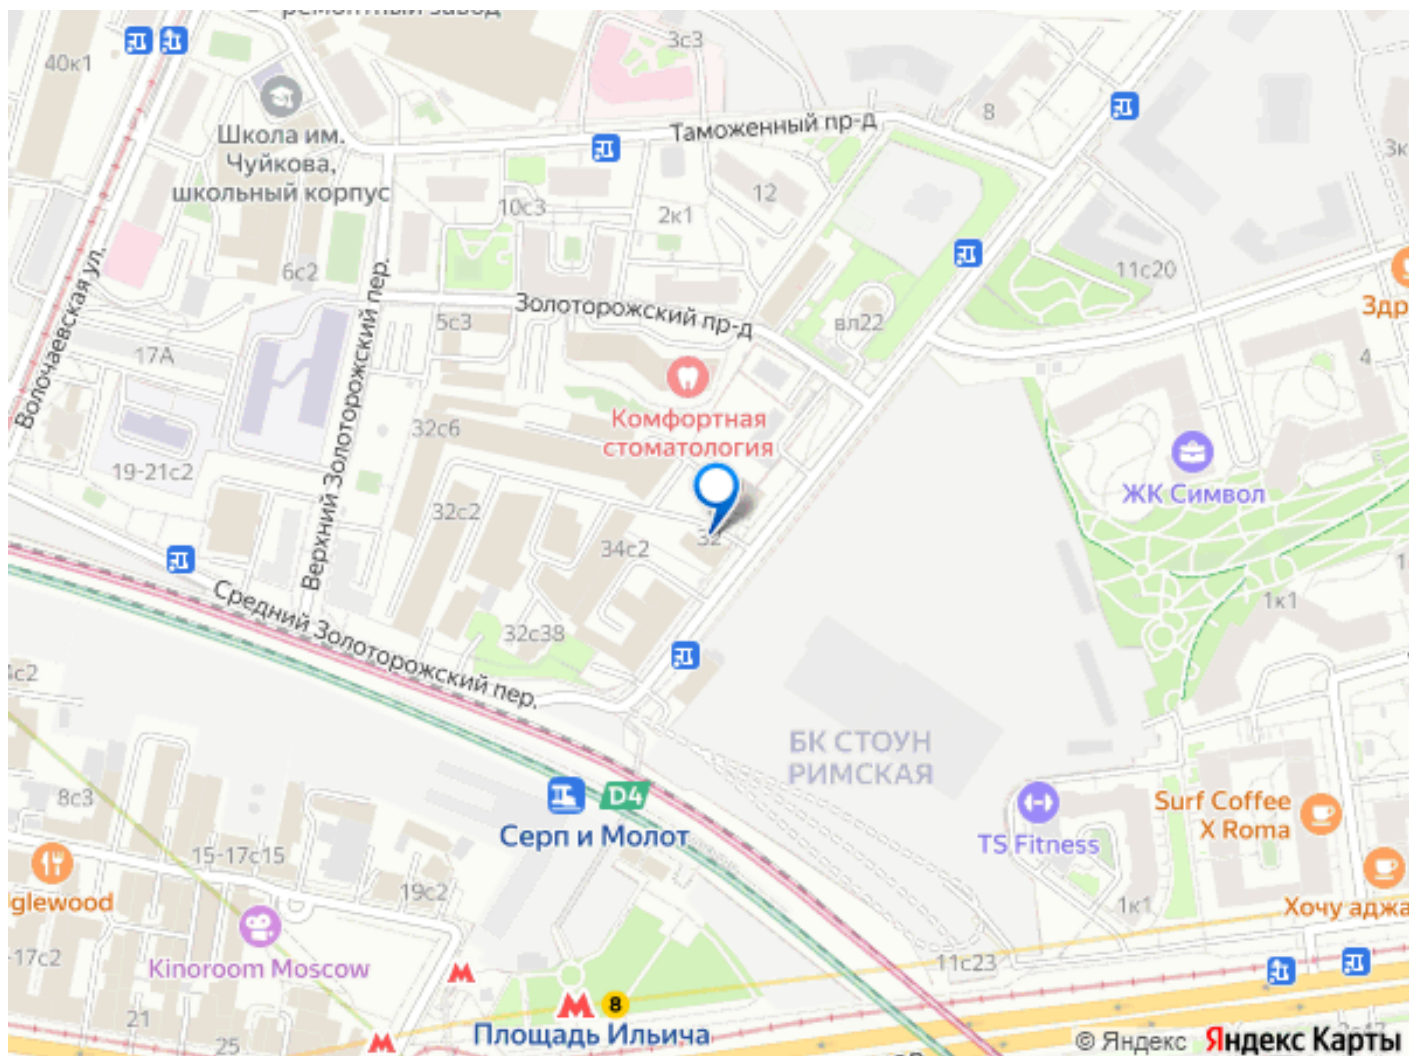 ремонтный завод
3с3
40к1
8
Школа им.
Чуйкова,
школьный корпус
Таможенный пр-д
12
10с3
2к1
6с2
11с20
Волочаевская ул.
Верхний Золоторожский пер.
Золоторожский пр-д
5с3
вл22
17А
4
Комфортная
стоматология
32с6
19-21с2
ЖК Символ
32с2
34с2
32
1к1
Средний Золоторожский пер.
32с38
БК СТОУН
РИМСКАЯ
D4
Серп и Молот
8с3
15-17с15
19с2
TS Fitness
Surf Coffee
X Roma
glewood
Kinoroom Moscow
1к1
Хочу аджа
-17с2
11с23
8
Площадь Ильича
21
25
© Яндекс Яндекс Карты